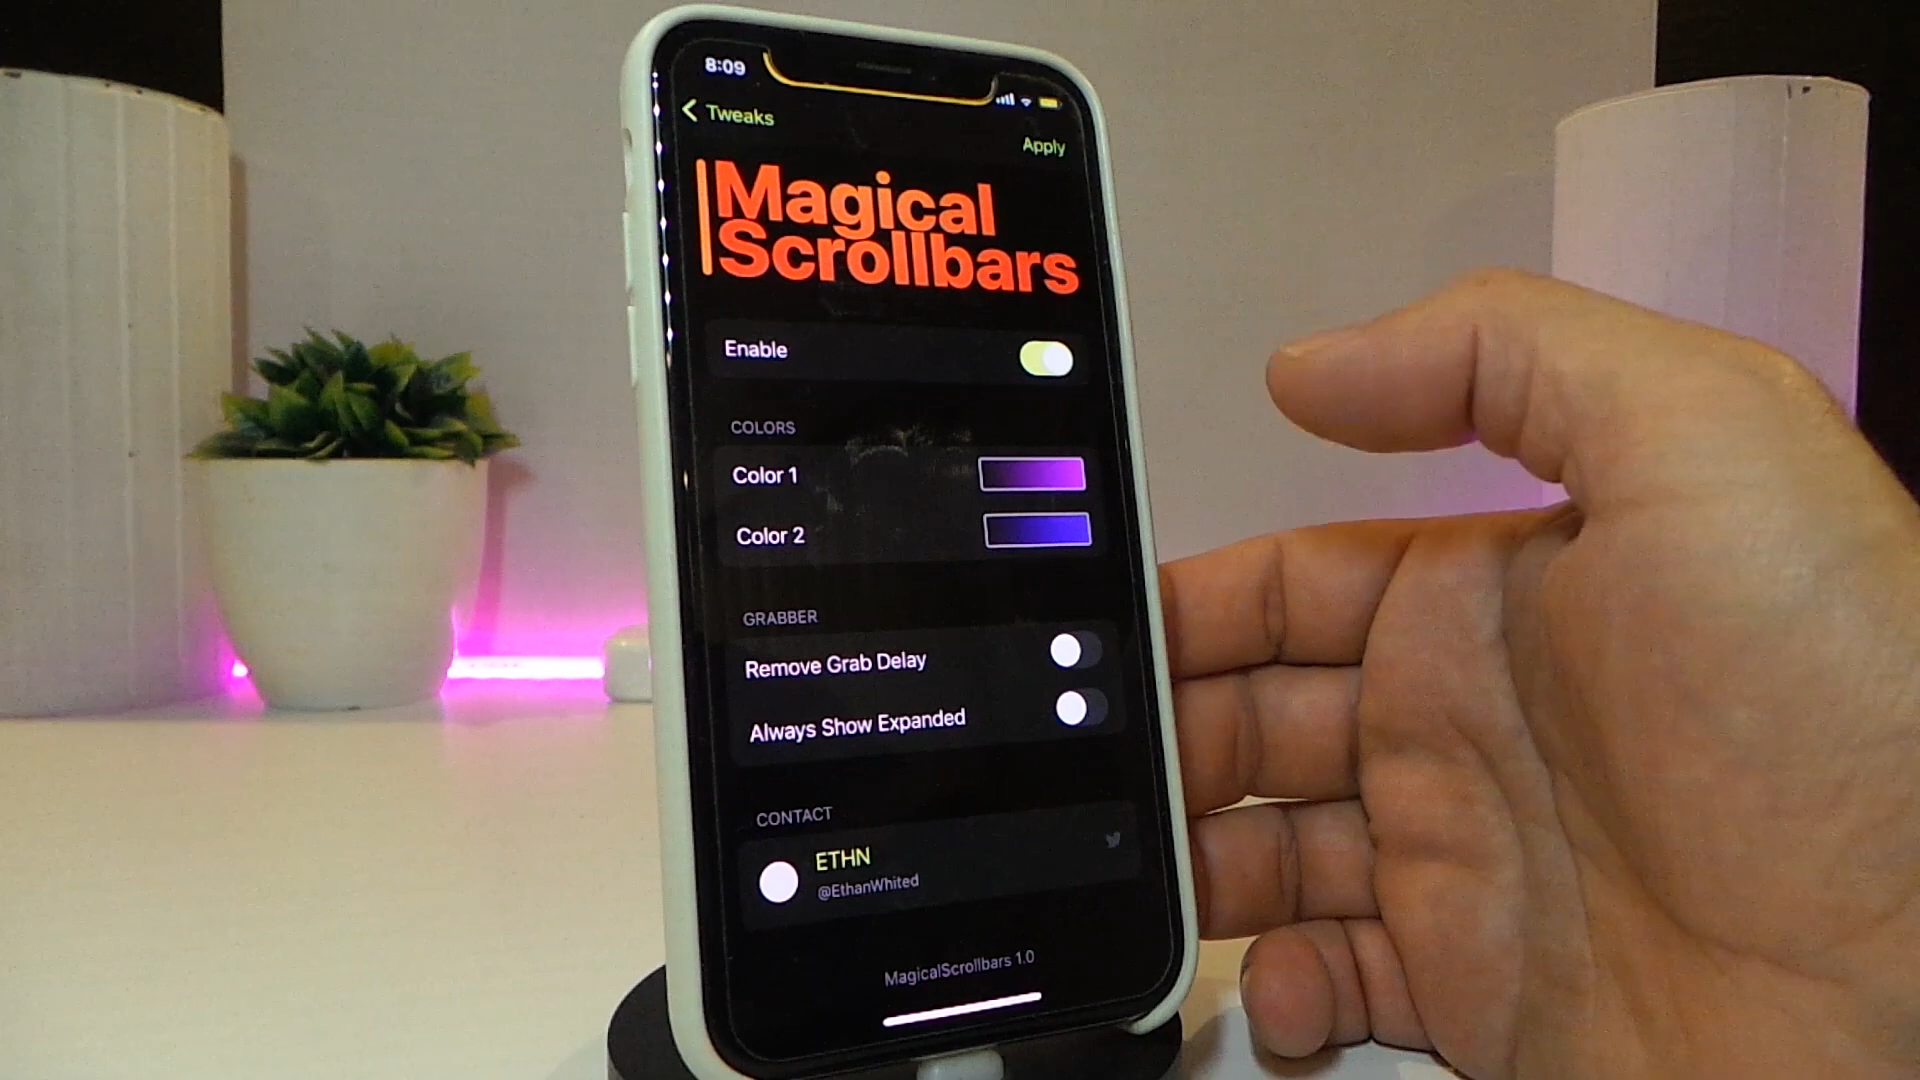 8:09
Tweaks
Apply
Magical
Scrollbars
Enable
COLORS
Color 1
Color 2
GRABBER
Remove Grab Delay
Always Show Expanded
CONTACT
ETHN
@EthanWhited
MagicalScrollbars 1.0